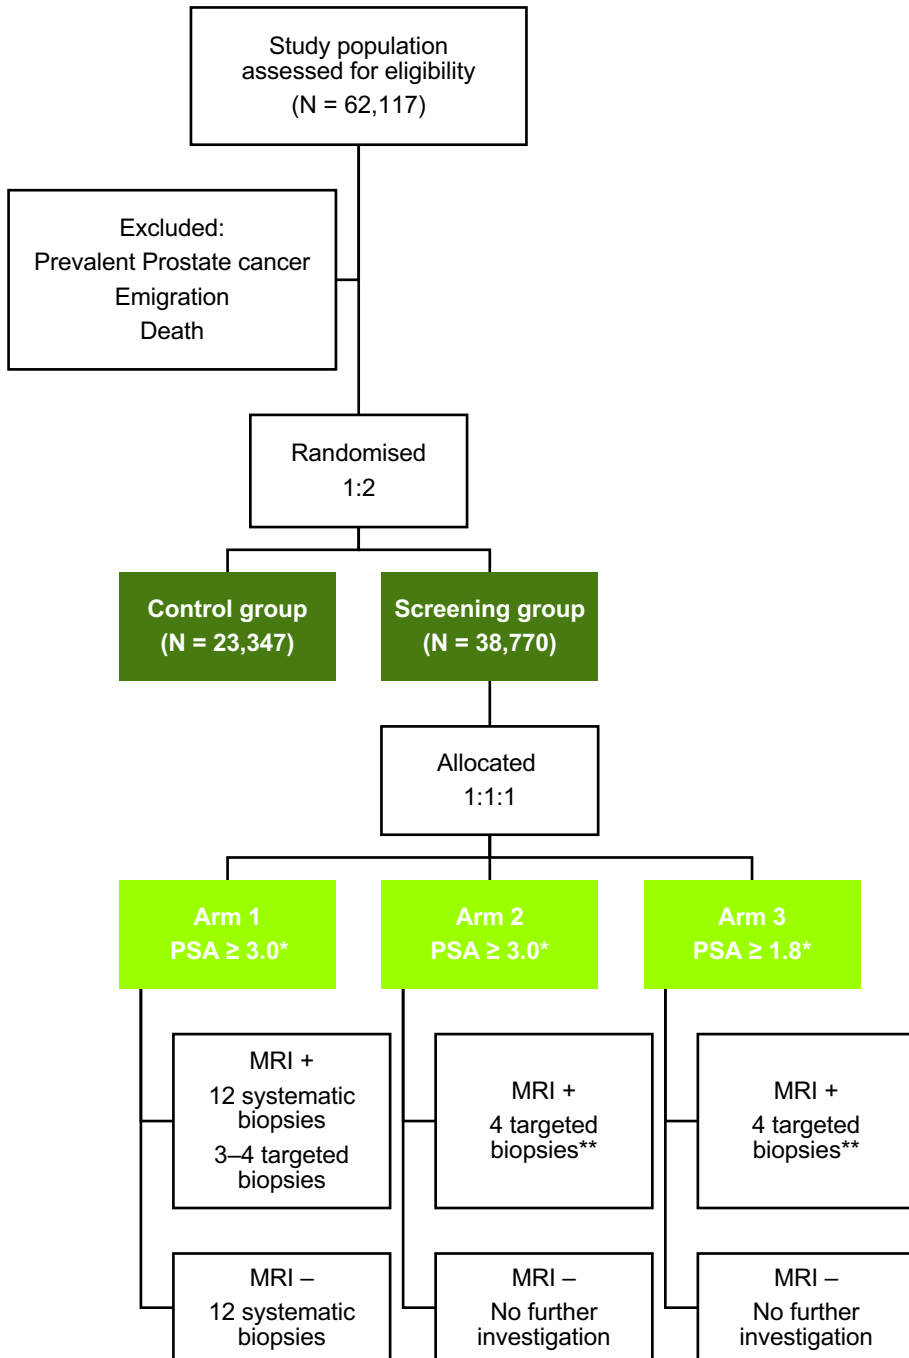 Study population
assessed for eligibility
(N = 62,117)
Excluded:
Prevalent Prostate cancer
Emigration
Death
Randomised
1:2
Control group
(N = 23,347)
Screening group
(N = 38,770)
Allocated
1:1:1
Arm 1
PSA ≥ 3.0*
Arm 2
PSA ≥ 3.0*
Arm 3
PSA ≥ 1.8*
MRI +
12 systematic
biopsies
3–4 targeted
biopsies
MRI +
4 targeted
biopsies**
MRI +
4 targeted
biopsies**
MRI –
12 systematic
biopsies
MRI –
No further
investigation
MRI –
No further
investigation